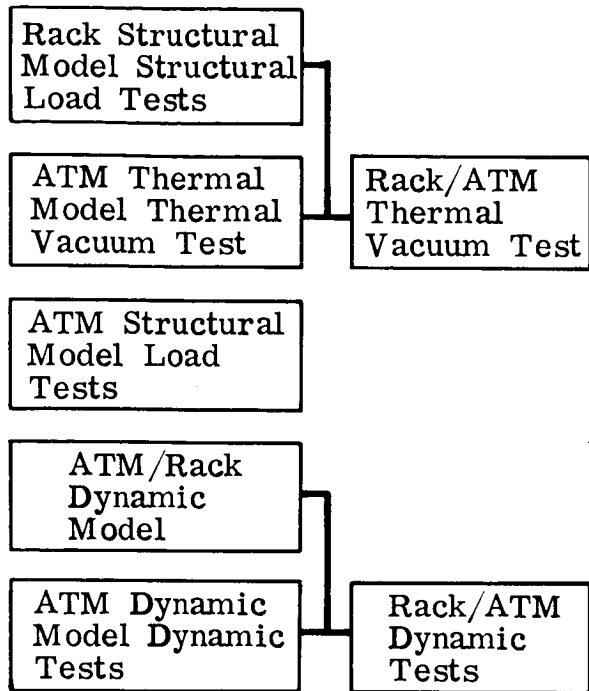 Rack Structural
Model Structural
Load Tests
ATM Thermal
Model Thermal
Vacuum Test
Rack/ATM
Thermal
Vacuum Test
ATM Structural
Model Load
Tests
ATM/Rack
Dynamic
Model
ATM Dynamic
Model Dynamic
Tests
Rack/ATM
Dynamic
Tests